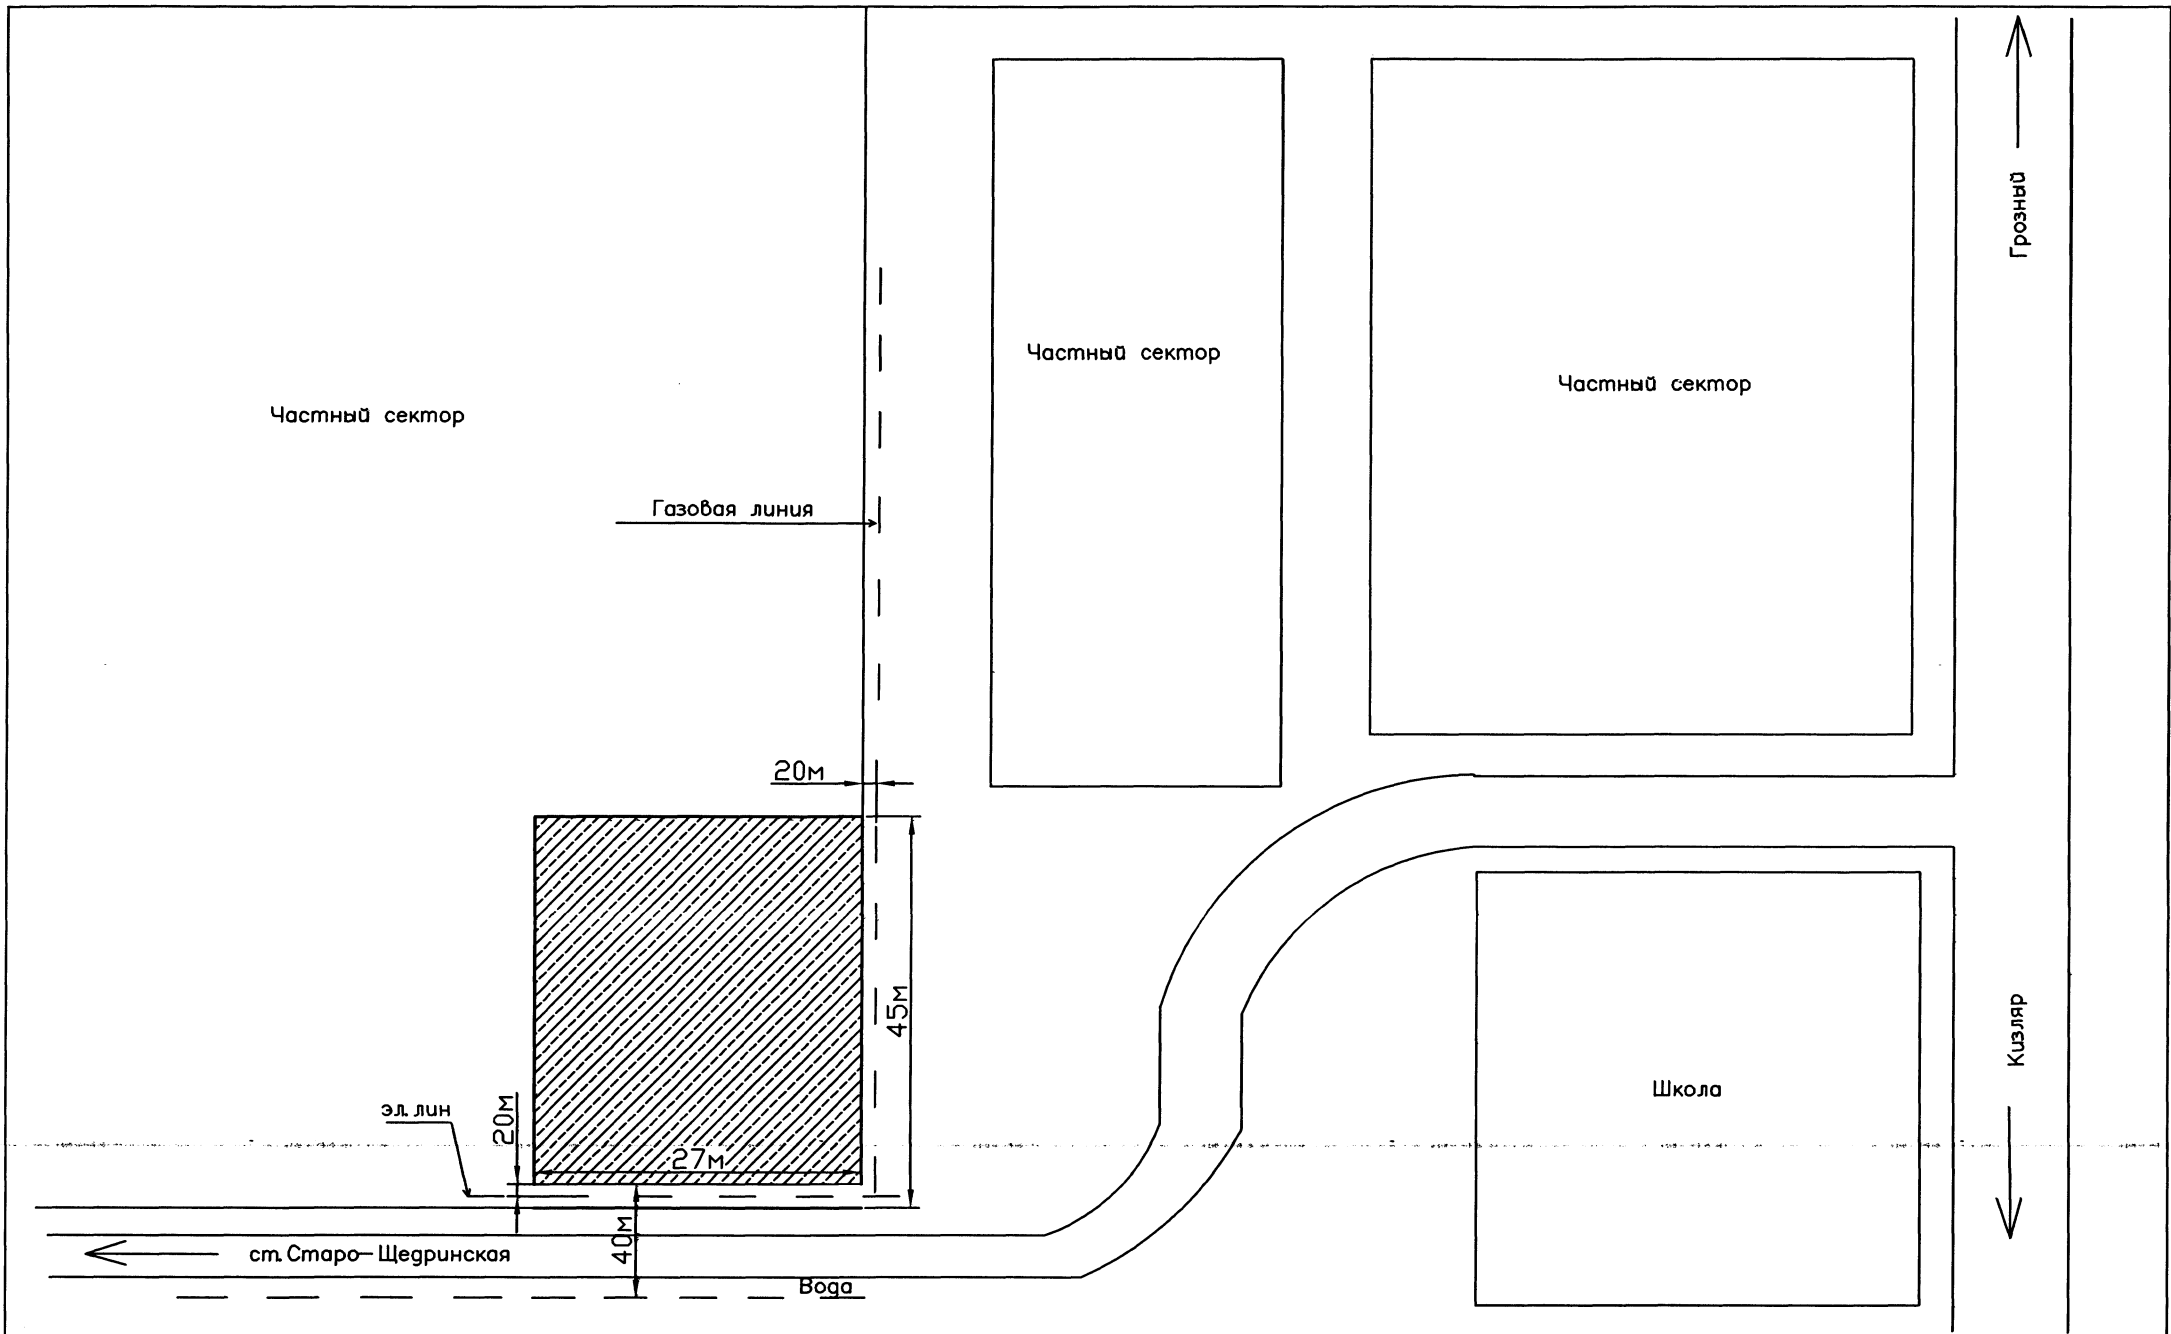 Грозный
Частный сектор
Частный сектор
Частный сектор
Газовая линия
20м
45м
Кизляр
Школа
эл. лин
20м
27м
40м
ст. Старо-Щедринская
Вода